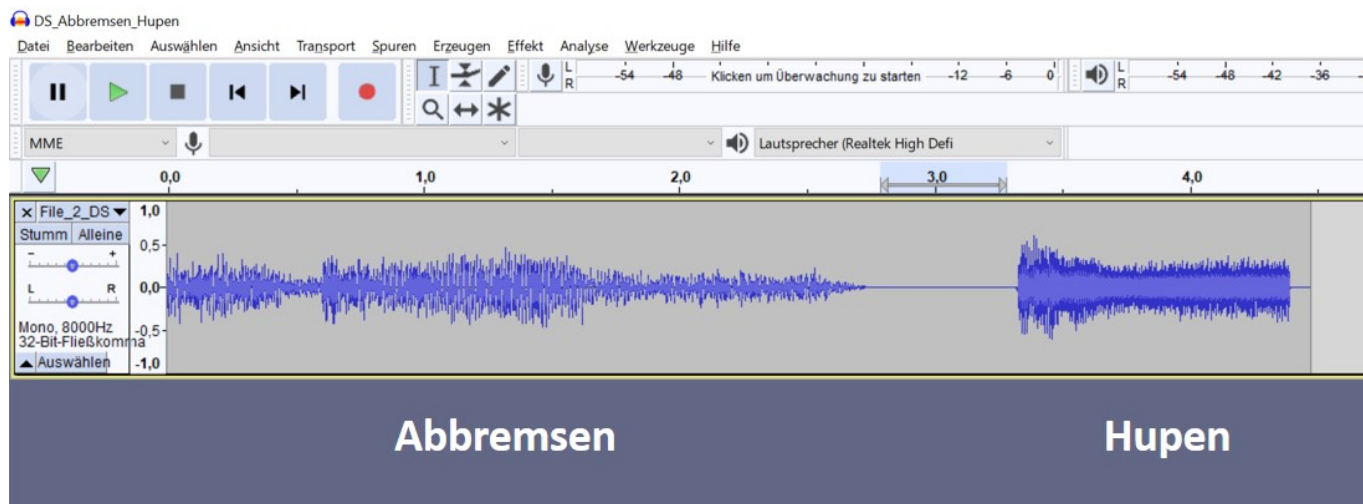 DS_Abbremsen_Hupen
Datei Bearbeiten Auswählen Ansicht Transport Spuren Erzeugen Effekt Analyse Werkzeuge Hilfe
L
R
-54 -48 Klicken um Überwachung zu starten -12 -6 0
L
R
-54 -48 -42 -36
MME
Lautsprecher (Realtek High Defi
0,0 1,0 2,0 3,0 4,0
× File_2_DS
Stumm Alleine
- +
L R
Mono, 8000Hz
32-Bit-Fließkomma
Auswählen
1,0
0,5
0,0
-0,5
-1,0
Abbremsen Hupen